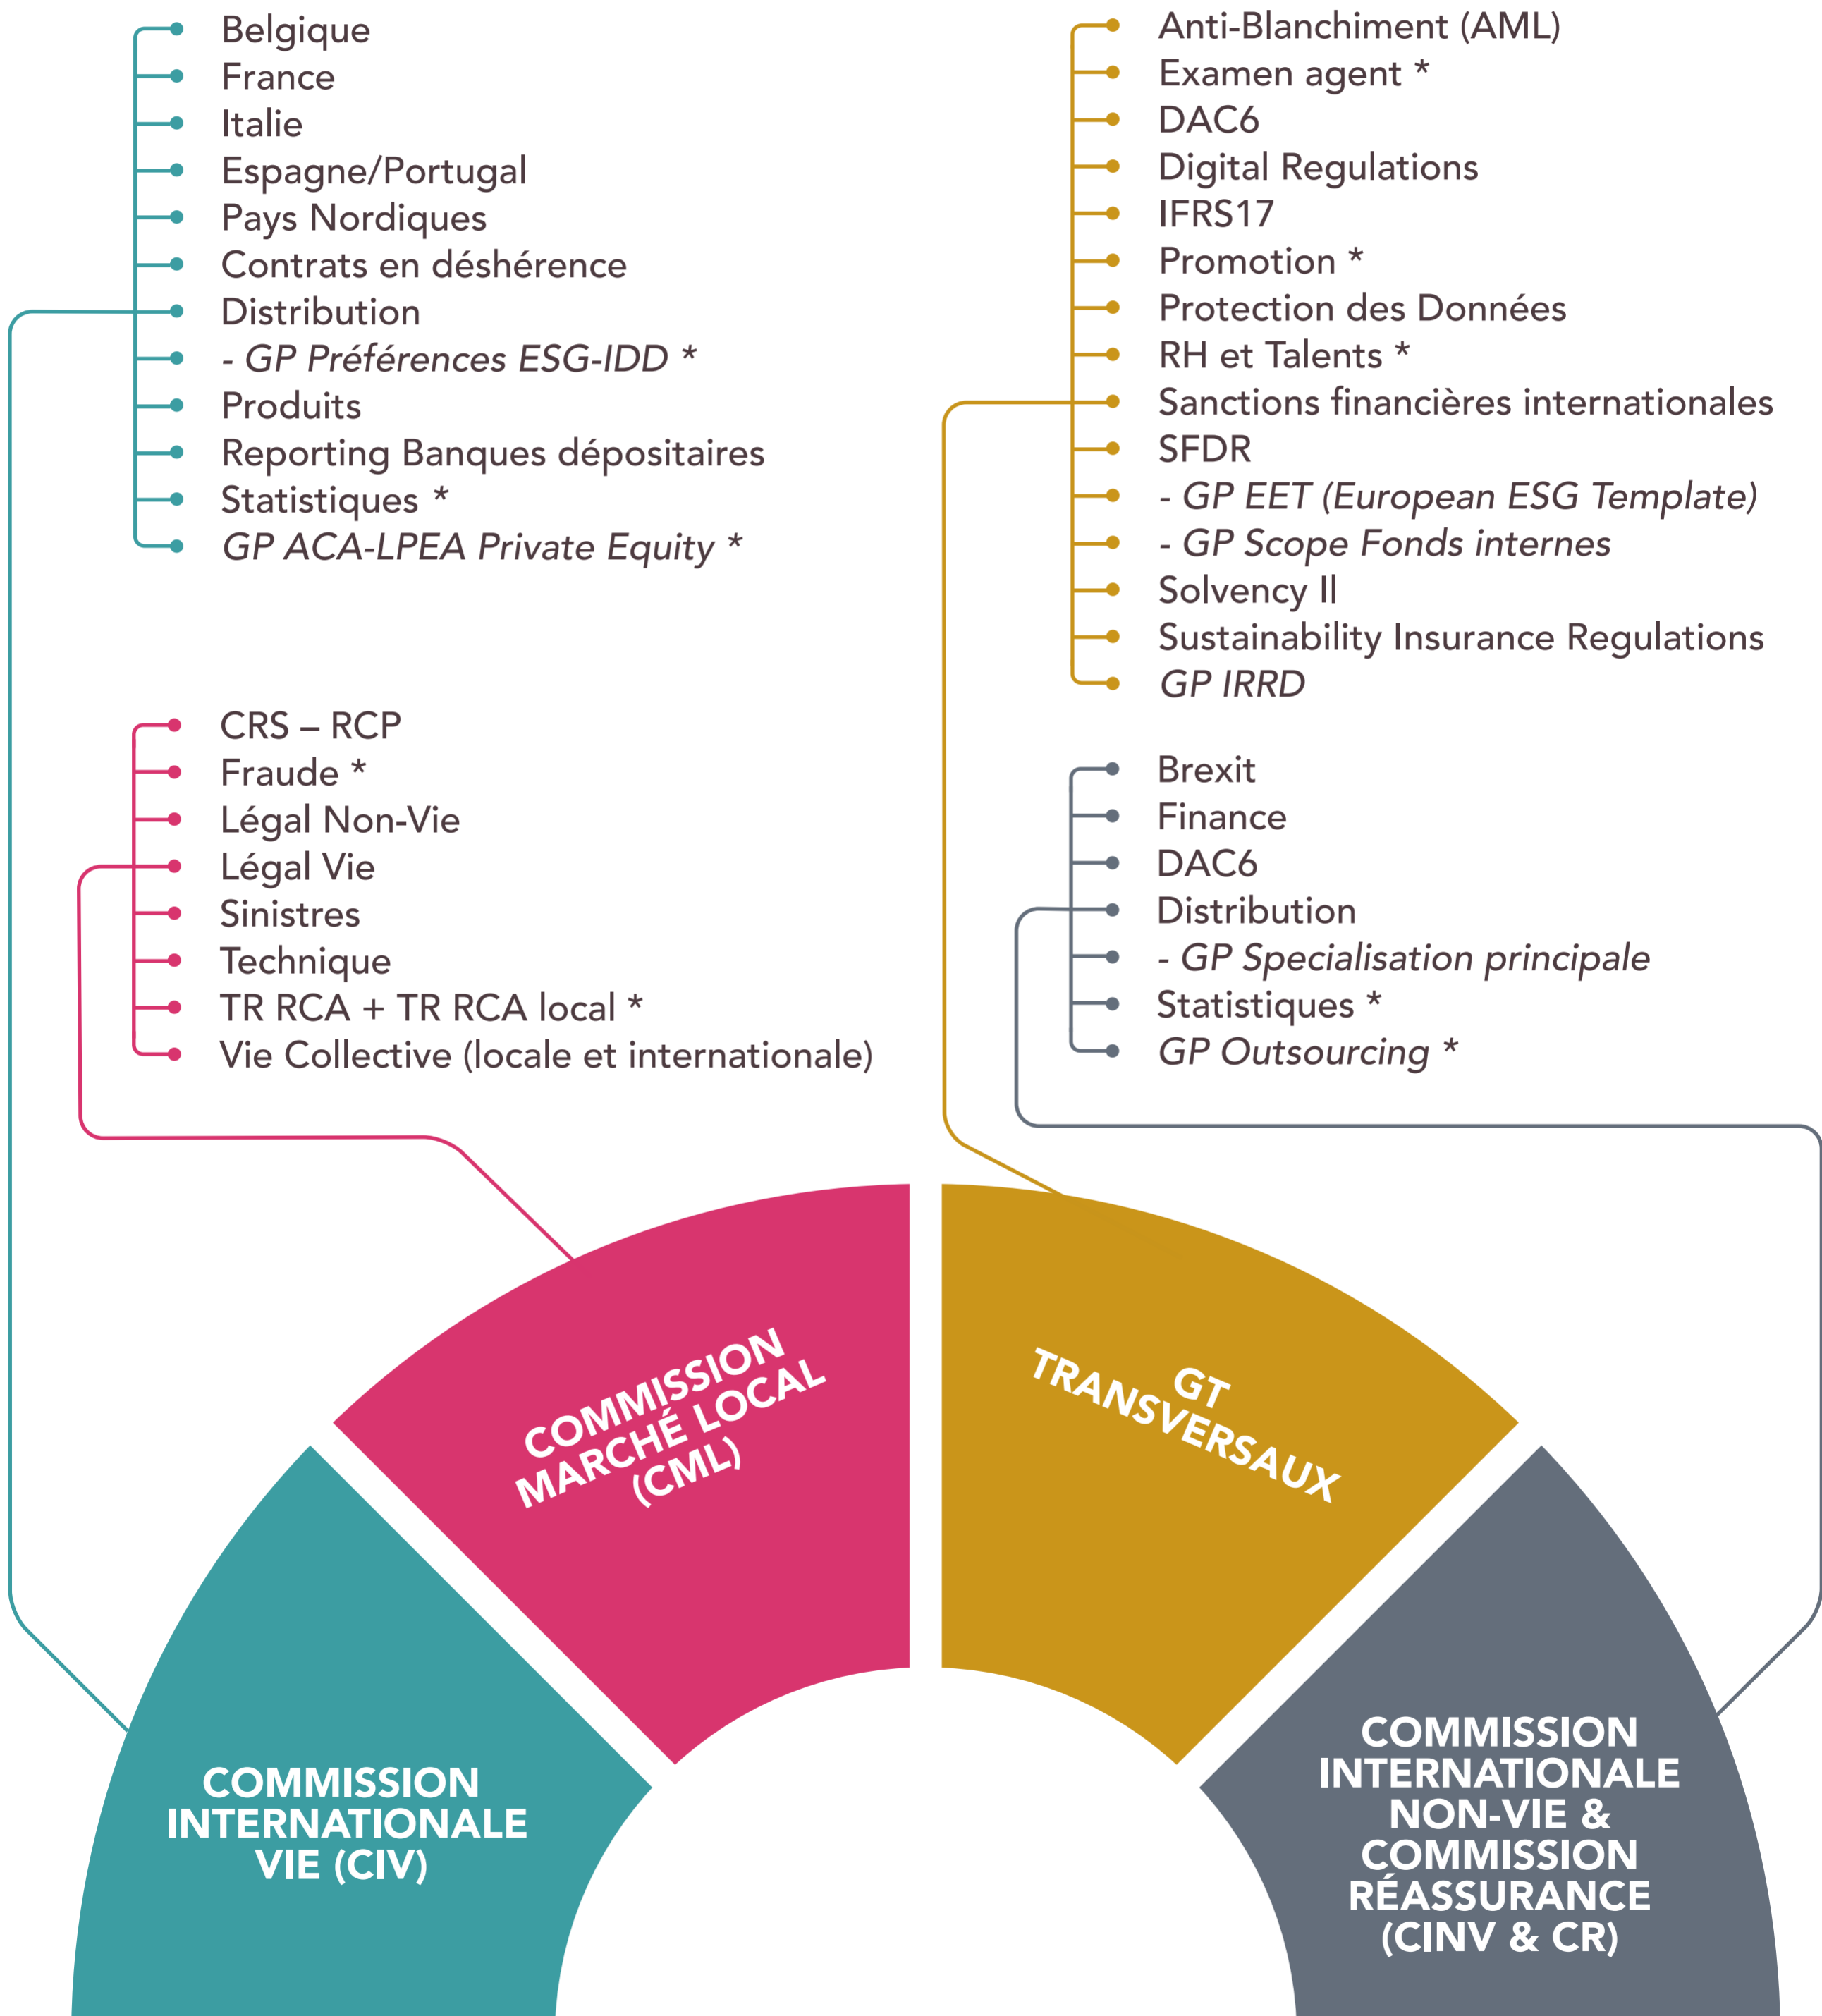 Belgique
France
Italie
Espagne/Portugal
Pays Nordiques
Contrats en déshérence
Distribution
- GP Préférences ESG-IDD *
Produits
Reporting Banques dépositaires
Statistiques *
GP ACA-LPEA Private Equity *
CRS – RCP
Fraude *
Légal Non-Vie
Légal Vie
Sinistres
Technique
TR RCA + TR RCA local *
Vie Collective (locale et internationale)
Anti-Blanchiment (AML)
Examen agent *
DAC6
Digital Regulations
IFRS17
Promotion *
Protection des Données
RH et Talents *
Sanctions financières internationales
SFDR
- GP EET (European ESG Template)
- GP Scope Fonds internes
Solvency II
Sustainability Insurance Regulations
GP IRRD
Brexit
Finance
DAC6
Distribution
- GP Specialisation principale
Statistiques *
GP Outsourcing *
COMMISSION
INTERNATIONALE
VIE (CIV)
COMMISSION
MARCHÉ LOCAL
(CML)
GT
TRANSVERSAUX
COMMISSION
INTERNATIONALE
NON-VIE &
COMMISSION
RÉASSURANCE
(CINV & CR)